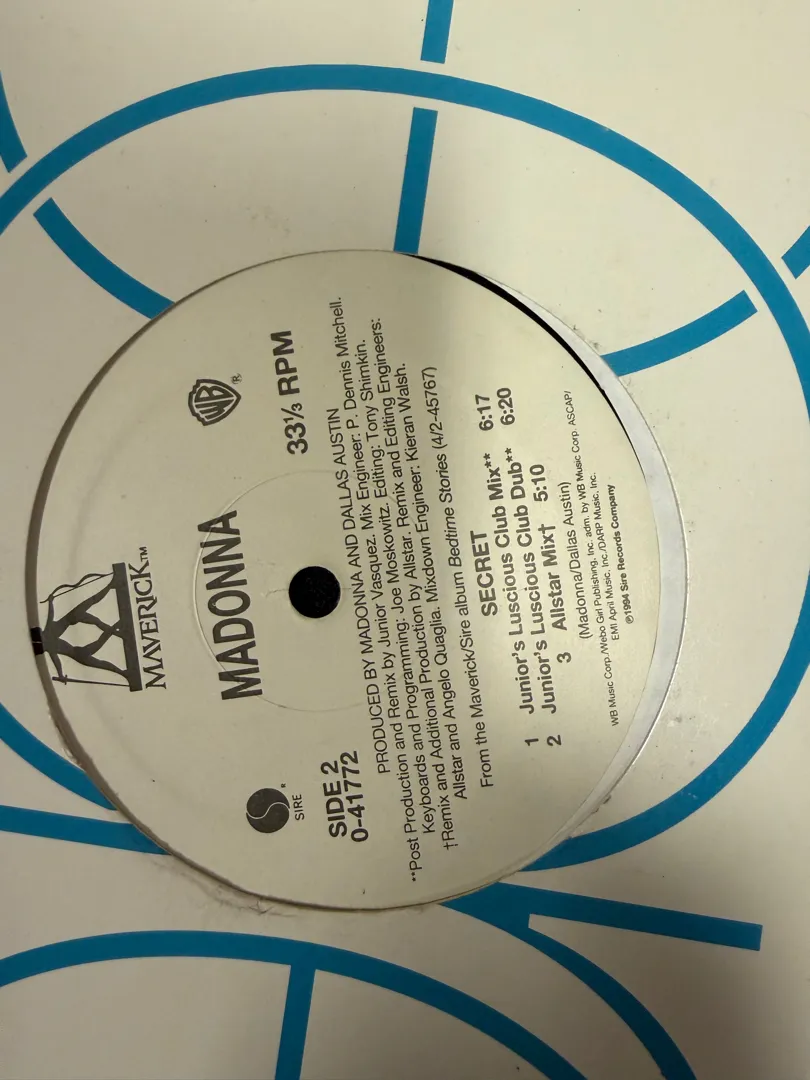 MAVERICK™
WB®
SIRE
MADONNA
SIDE 2
0-41772
33⅓ RPM
PRODUCED BY MADONNA AND DALLAS AUSTIN
**Post Production and Remix by Junior Vasquez. Mix Engineer: P. Dennis Mitchell.
Keyboards and Programming: Joe Moskowitz. Editing: Tony Shimkin.
†Remix and Additional Production by Allstar. Remix and Editing Engineers:
Allstar and Angelo Quaglia. Mixdown Engineer: Kieran Walsh.
From the Maverick/Sire album Bedtime Stories (4/2-45767)
SECRET
1 Junior's Luscious Club Mix** 6:17
2 Junior's Luscious Club Dub** 6:20
3 Allstar Mix† 5:10
(Madonna/Dallas Austin)
WB Music Corp./Webo Girl Publishing, Inc. adm. by WB Music Corp. ASCAP/
EMI April Music, Inc./DARP Music, Inc.
℗1994 Sire Records Company